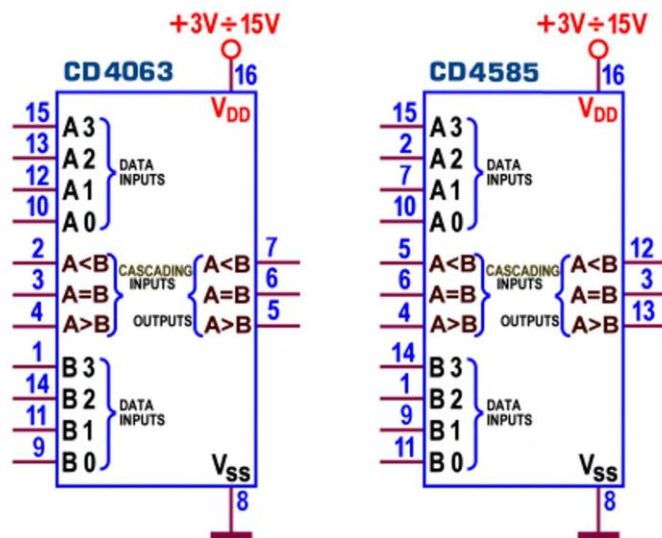 +3V÷15V
CD4063
16
VDD
15 A3
13 A2
12 A1
10 A0
DATA
INPUTS
2 A<B
3 A=B
4 A>B
CASCADING
INPUTS
OUTPUTS
A<B 7
A=B 6
A>B 5
1 B3
14 B2
11 B1
9 B0
DATA
INPUTS
VSS
8
+3V÷15V
CD4585
16
VDD
15 A3
2 A2
7 A1
10 A0
DATA
INPUTS
5 A<B
6 A=B
4 A>B
CASCADING
INPUTS
OUTPUTS
A<B 12
A=B 3
A>B 13
14 B3
1 B2
9 B1
11 B0
DATA
INPUTS
VSS
8